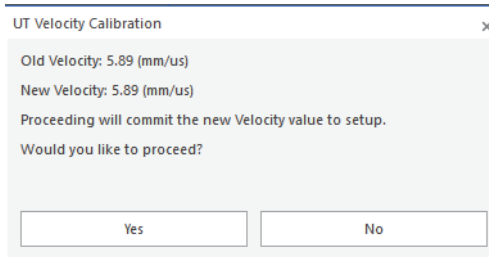 UT Velocity Calibration
Old Velocity: 5.89 (mm/us)
New Velocity: 5.89 (mm/us)
Proceeding will commit the new Velocity value to setup.
Would you like to proceed?
Yes No